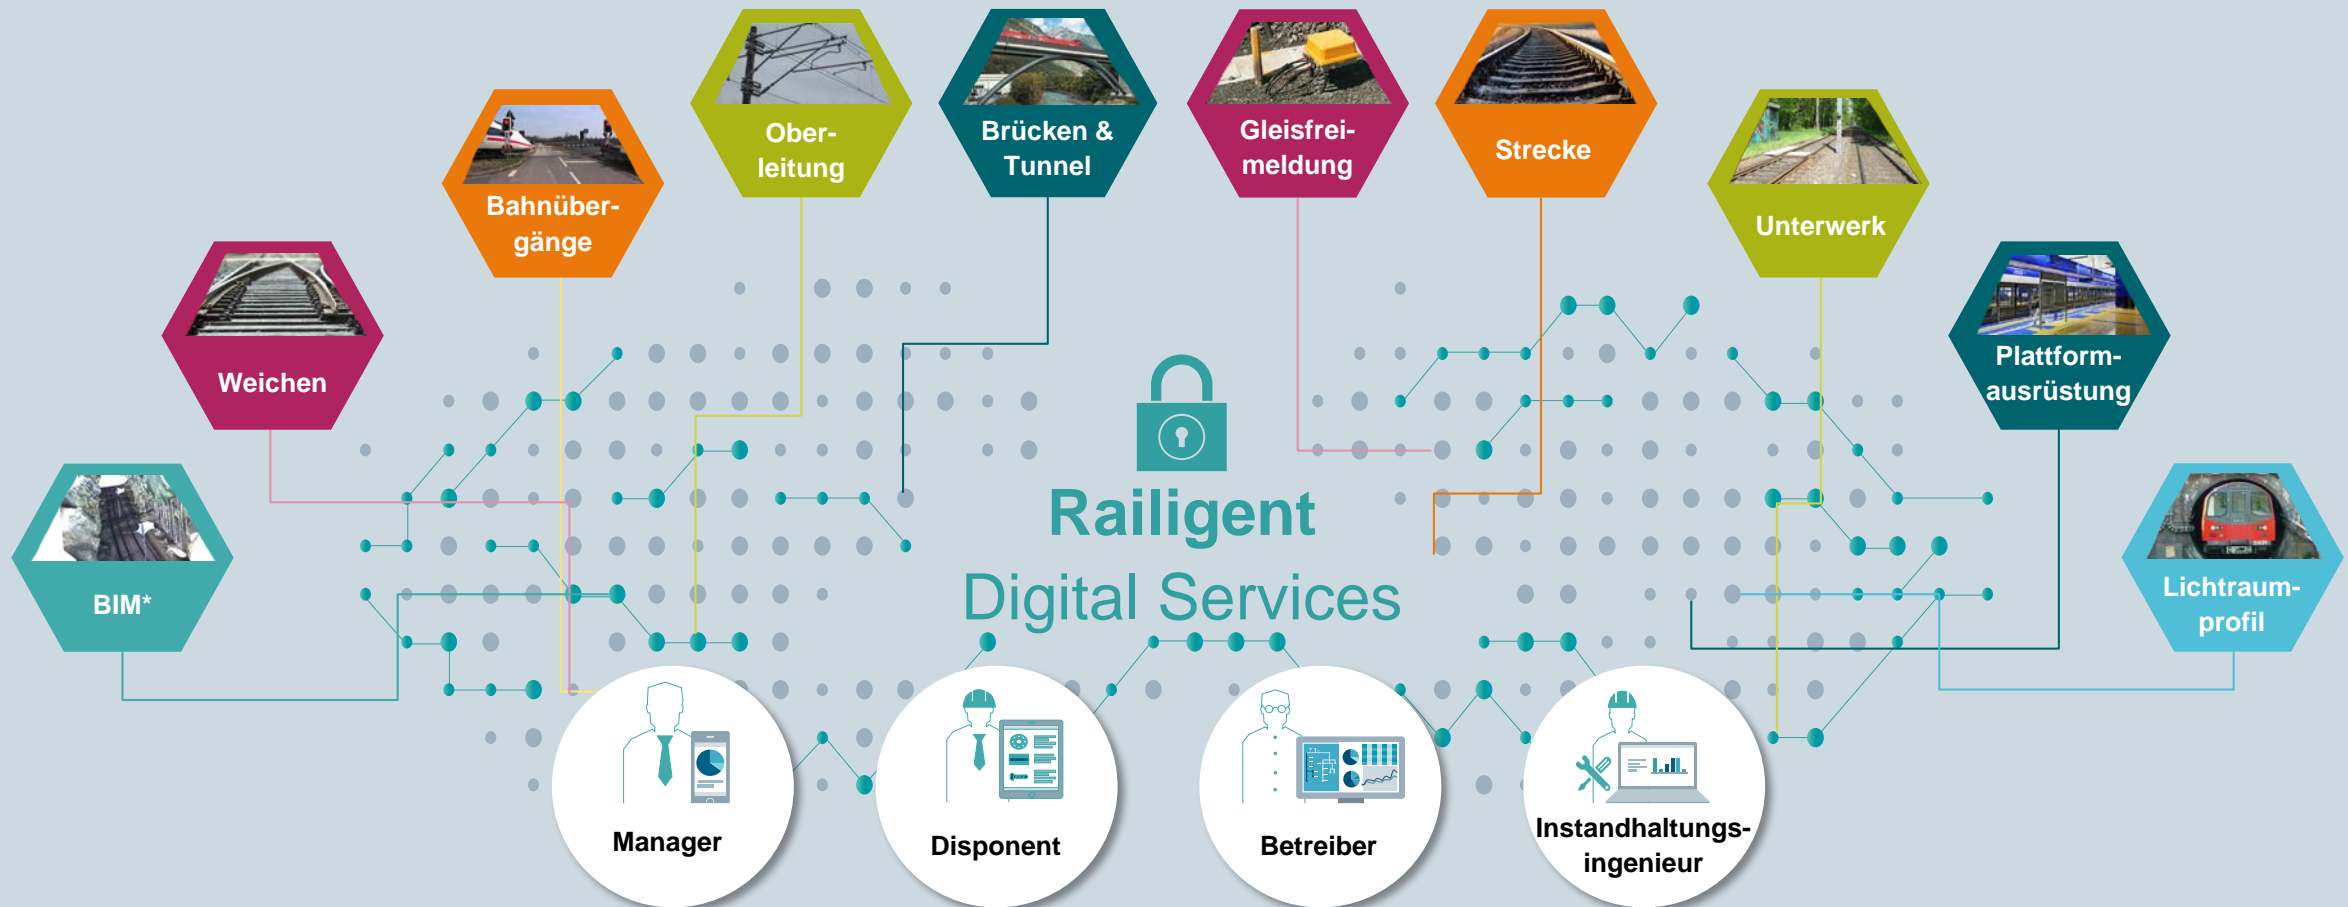 Ober-
leitung
Brücken &
Tunnel
Gleisfrei-
meldung
Strecke
Bahnüber-
gänge
Unterwerk
Weichen
Plattform-
ausrüstung
BIM*
Lichtraum-
profil
Railigent
Digital Services
Manager
Disponent
Betreiber
Instandhaltungs-
ingenieur